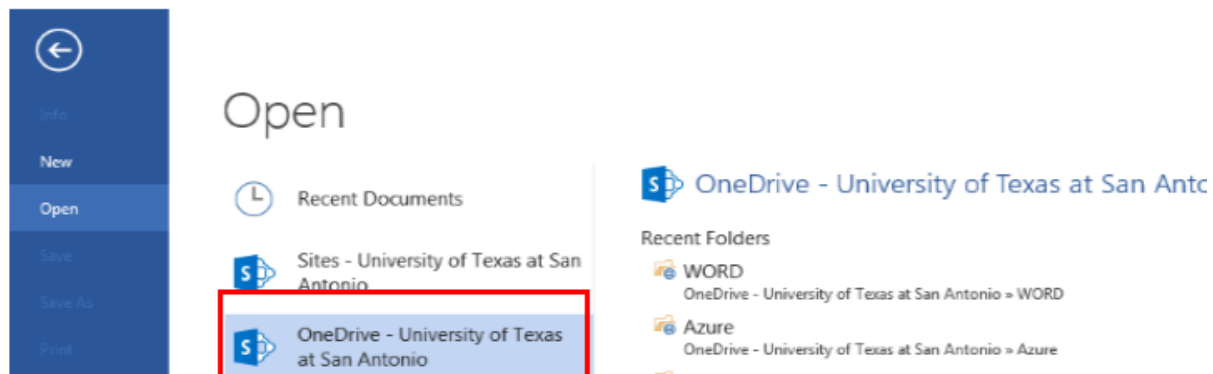 Info
New
Open
Save
Save As
Print
Open
Recent Documents
Sites - University of Texas at San
Antonio
OneDrive - University of Texas
at San Antonio
OneDrive - University of Texas at San Anto
Recent Folders
WORD
OneDrive - University of Texas at San Antonio » WORD
Azure
OneDrive - University of Texas at San Antonio » Azure